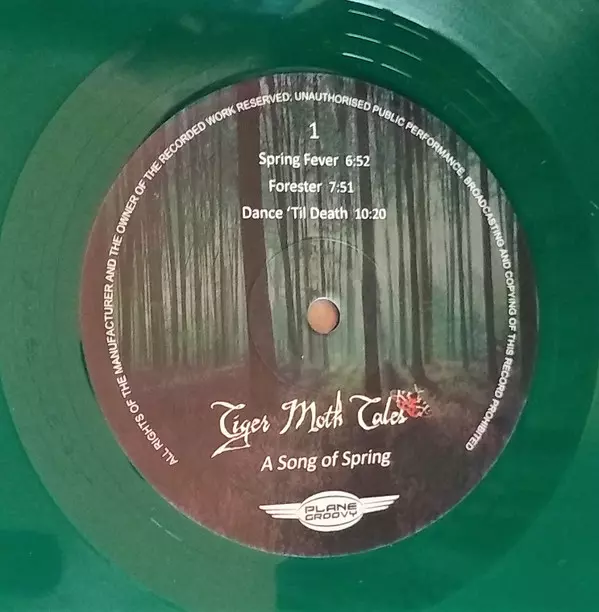 ALL RIGHTS OF THE MANUFACTURER AND THE OWNER OF THE RECORDED WORK RESERVED; UNAUTHORISED PUBLIC PERFORMANCE, BROADCASTING AND COPYING OF THIS RECORD PROHIBITED
1
Spring Fever 6:52
Forester 7:51
Dance 'Til Death 10:20
Tiger Moth Tales
A Song of Spring
PLANE
GROOVY